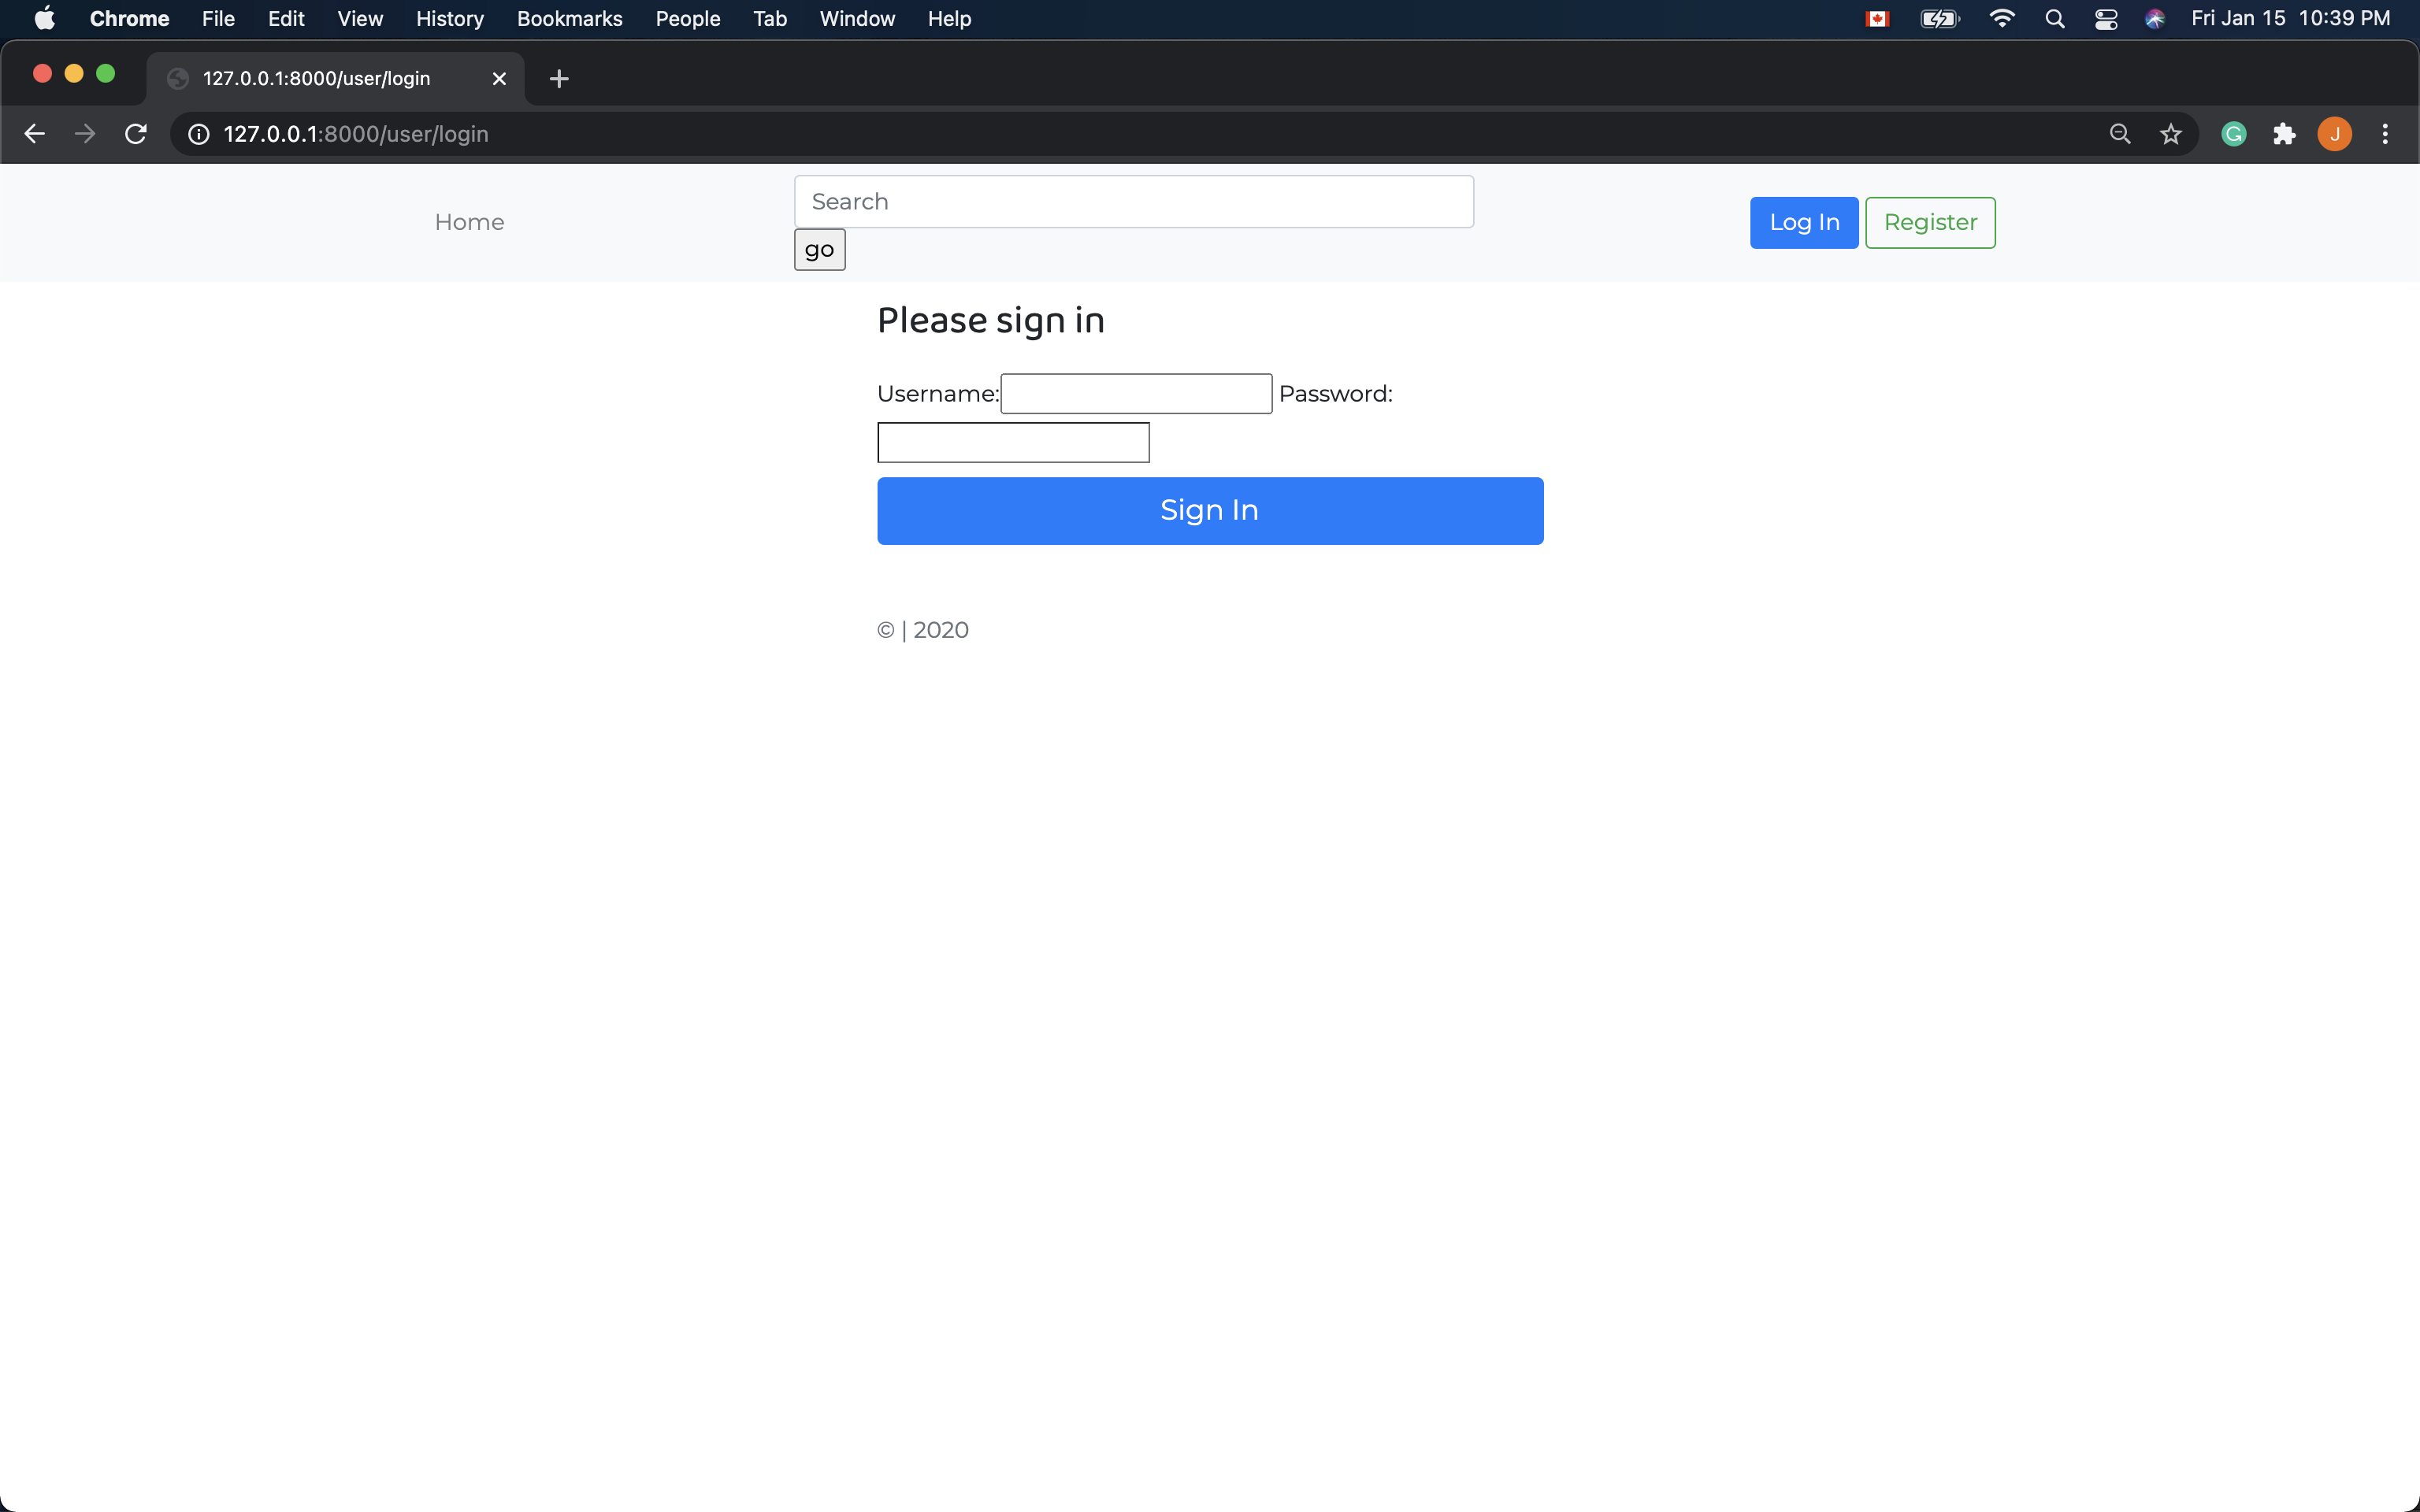 Chrome File Edit View History Bookmarks People Tab Window Help Fri Jan 15 10:39 PM
127.0.0.1:8000/user/login
127.0.0.1:8000/user/login J
Home Search Log In Register
go
Please sign in
Username: Password:
Sign In
© | 2020